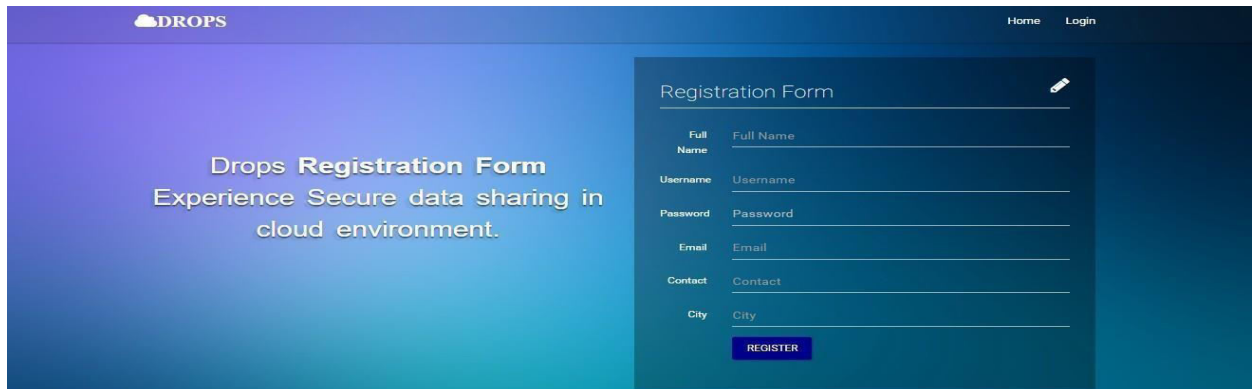 DROPS
Home Login
Drops Registration Form
Experience Secure data sharing in
cloud environment.
Registration Form
Full
Name
Full Name
Username Username
Password Password
Email Email
Contact Contact
City City
REGISTER